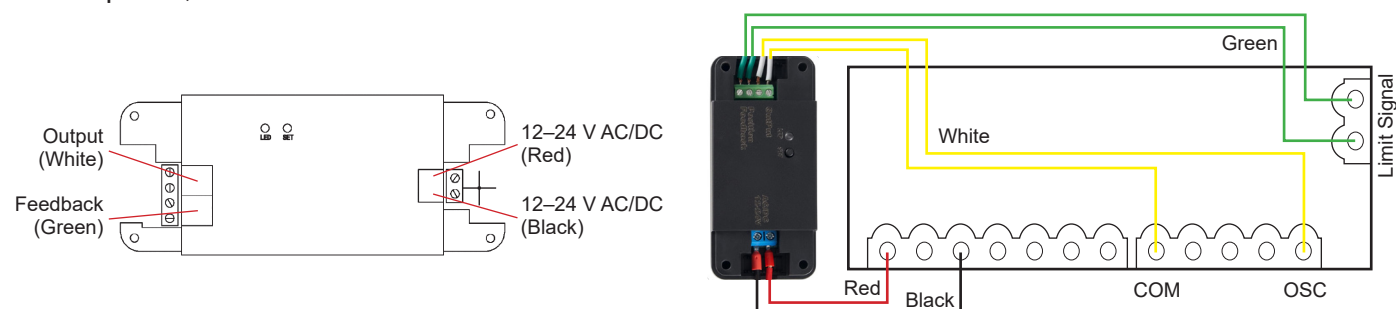 Output
(White)
Feedback
(Green)
LED SET
12–24 V AC/DC
(Red)
12–24 V AC/DC
(Black)
Green
White
Limit Signal
Red
Black
COM
OSC